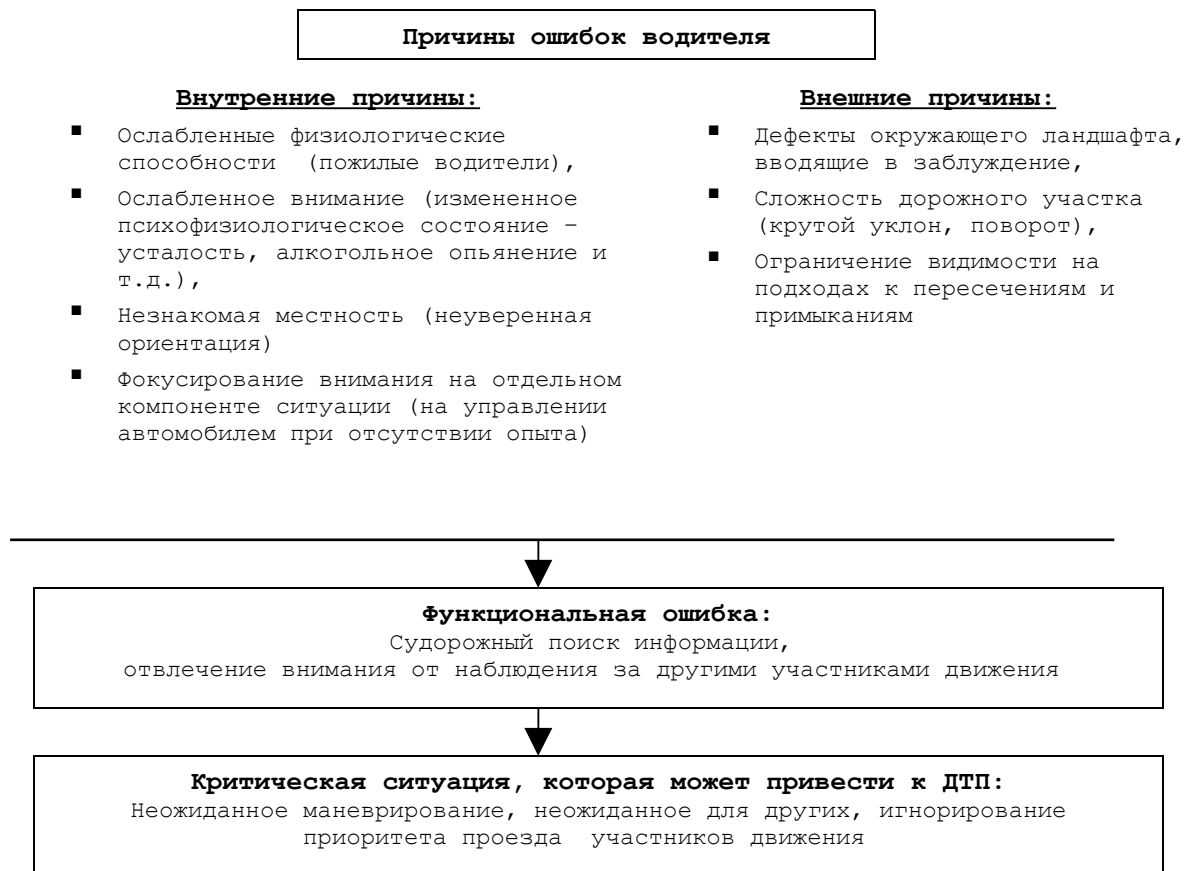 Причины ошибок водителя
Внутренние причины:
▪ Ослабленные физиологические
способности (пожилые водители),
▪ Ослабленное внимание (измененное
психофизиологическое состояние –
усталость, алкогольное опьянение и
т.д.),
▪ Незнакомая местность (неуверенная
ориентация)
▪ Фокусирование внимания на отдельном
компоненте ситуации (на управлении
автомобилем при отсутствии опыта)
Внешние причины:
▪ Дефекты окружающего ландшафта,
вводящие в заблуждение,
▪ Сложность дорожного участка
(крутой уклон, поворот),
▪ Ограничение видимости на
подходах к пересечениям и
примыканиям
Функциональная ошибка:
Судорожный поиск информации,
отвлечение внимания от наблюдения за другими участниками движения
Критическая ситуация, которая может привести к ДТП:
Неожиданное маневрирование, неожиданное для других, игнорирование
приоритета проезда участников движения